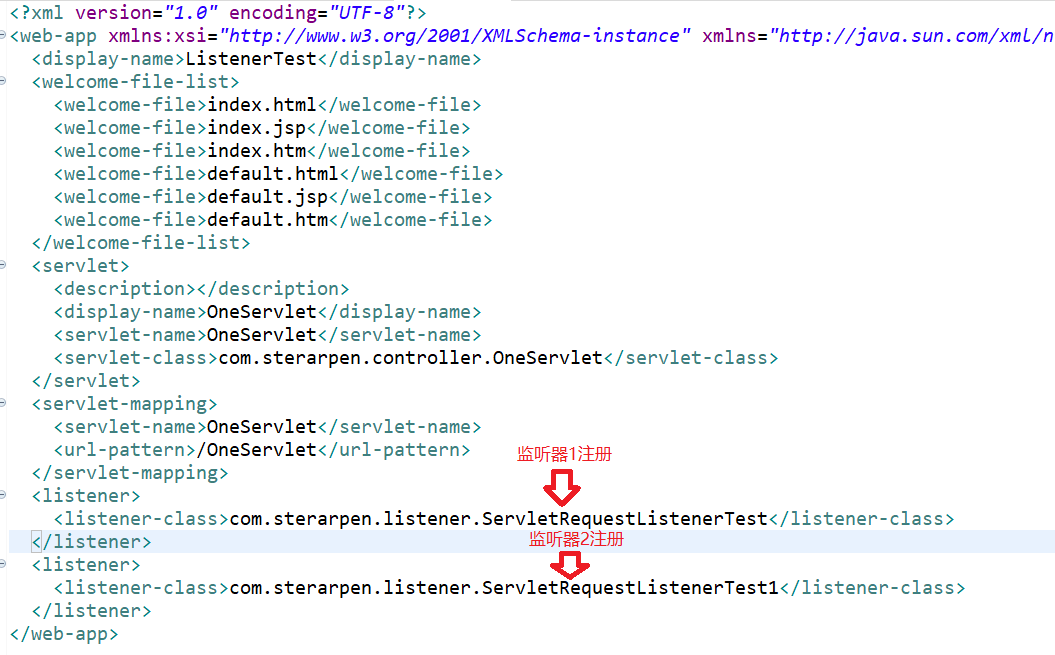 <?xml version="1.0" encoding="UTF-8"?>
<web-app xmlns:xsi="http://www.w3.org/2001/XMLSchema-instance" xmlns="http://java.sun.com/xml/n
<display-name>ListenerTest</display-name>
<welcome-file-list>
<welcome-file>index.html</welcome-file>
<welcome-file>index.jsp</welcome-file>
<welcome-file>index.htm</welcome-file>
<welcome-file>default.html</welcome-file>
<welcome-file>default.jsp</welcome-file>
<welcome-file>default.htm</welcome-file>
</welcome-file-list>
<servlet>
<description></description>
<display-name>OneServlet</display-name>
<servlet-name>OneServlet</servlet-name>
<servlet-class>com.sterarpen.controller.OneServlet</servlet-class>
</servlet>
<servlet-mapping>
<servlet-name>OneServlet</servlet-name>
<url-pattern>/OneServlet</url-pattern>
监听器1注册
</servlet-mapping>
<listener>
<listener-class>com.sterarpen.listener.ServletRequestListenerTest</listener-class>
</listener>
监听器2注册
<listener>
<listener-class>com.sterarpen.listener.ServletRequestListenerTest1</listener-class>
</listener>
</web-app>